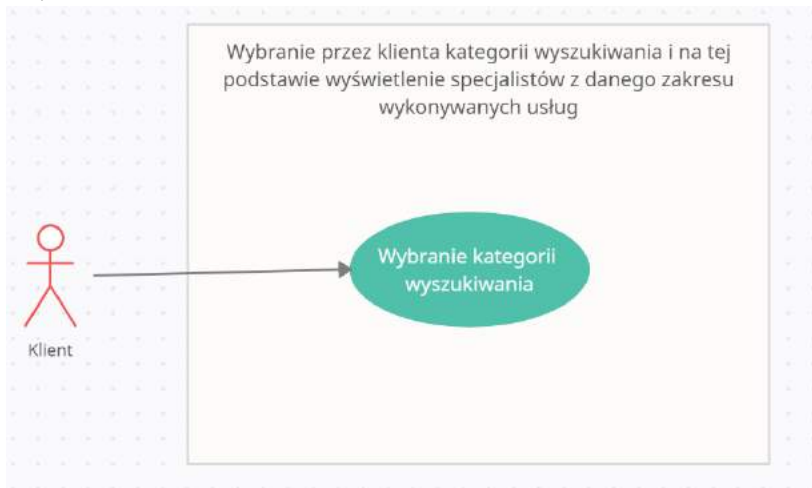 Wybranie przez klienta kategorii wyszukiwania i na tej
podstawie wyświetlenie specjalistów z danego zakresu
wykonywanych usług
Wybranie kategorii
wyszukiwania
Klient